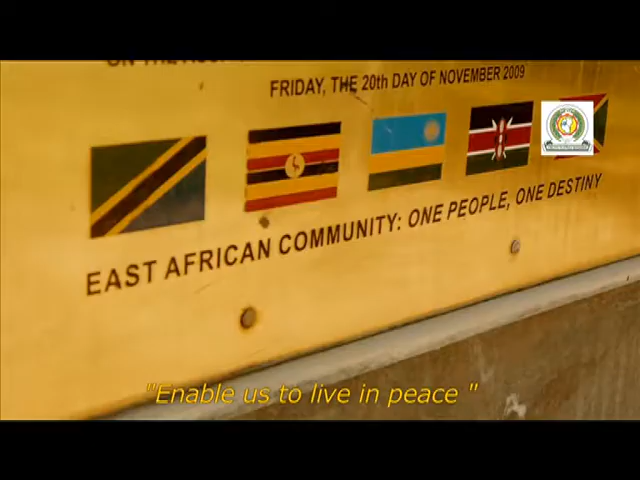 FRIDAY, THE 20th DAY OF NOVEMBER 2009
EAST AFRICAN COMMUNITY: ONE PEOPLE, ONE DESTINY
"Enable us to live in peace "